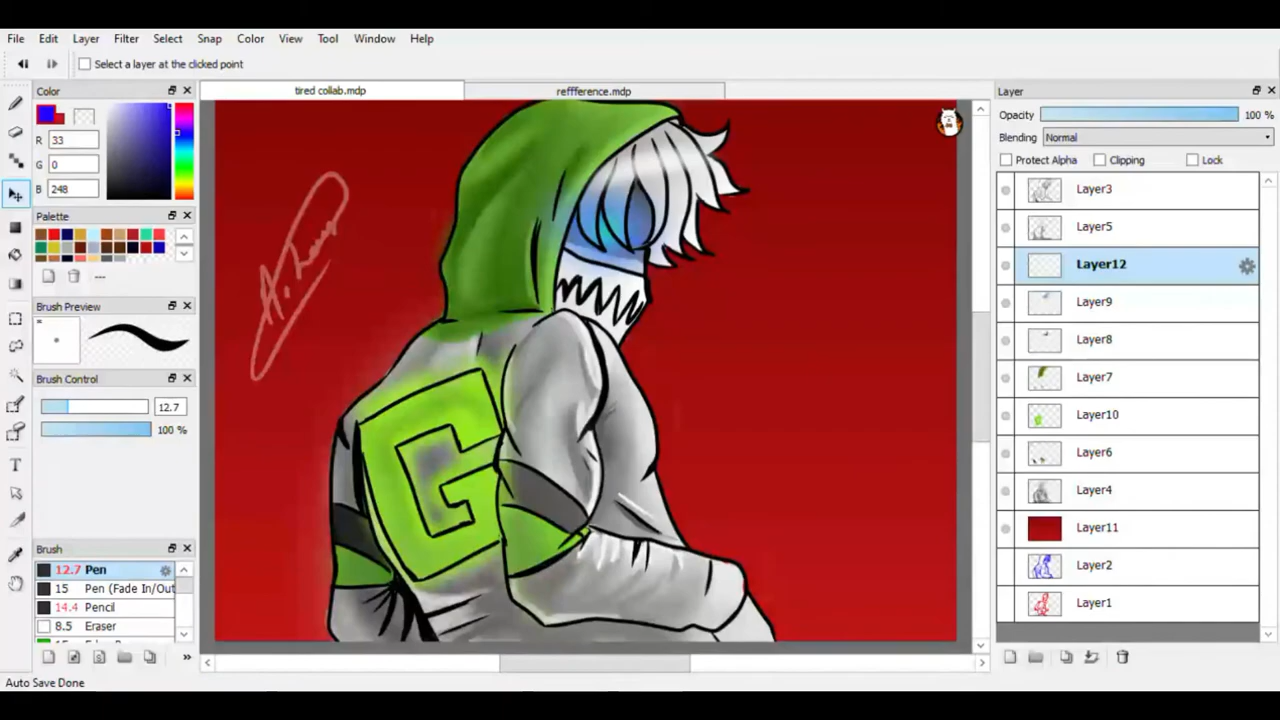 File Edit Layer Filter Select Snap Color View Tool Window Help
Select a layer at the clicked point
Color
R 33
G 0
B 248
Palette
---
Brush Preview
Brush Control
12.7
100 %
Brush
12.7 Pen
15 Pen (Fade In/Out
14.4 Pencil
8.5 Eraser
Auto Save Done
tired collab.mdp
reffference.mdp
G
Layer
Opacity 100 %
Blending Normal
Protect Alpha Clipping Lock
Layer3
Layer5
Layer12
Layer9
Layer8
Layer7
Layer10
Layer6
Layer4
Layer11
Layer2
Layer1